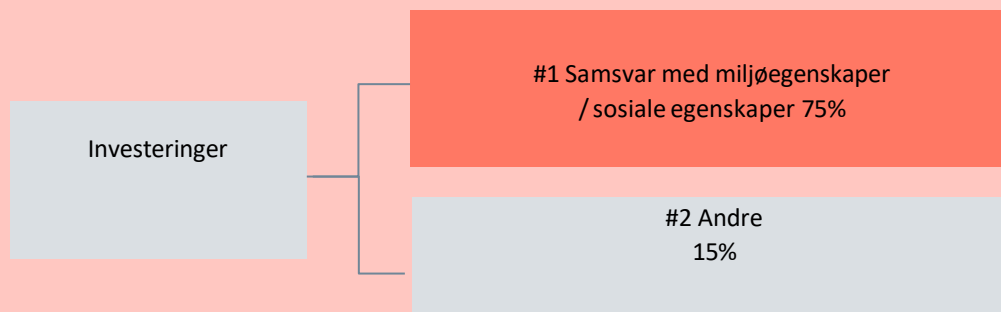 #1 Samsvar med miljøegenskaper
/ sosiale egenskaper 75%
Investeringer
#2 Andre
15%